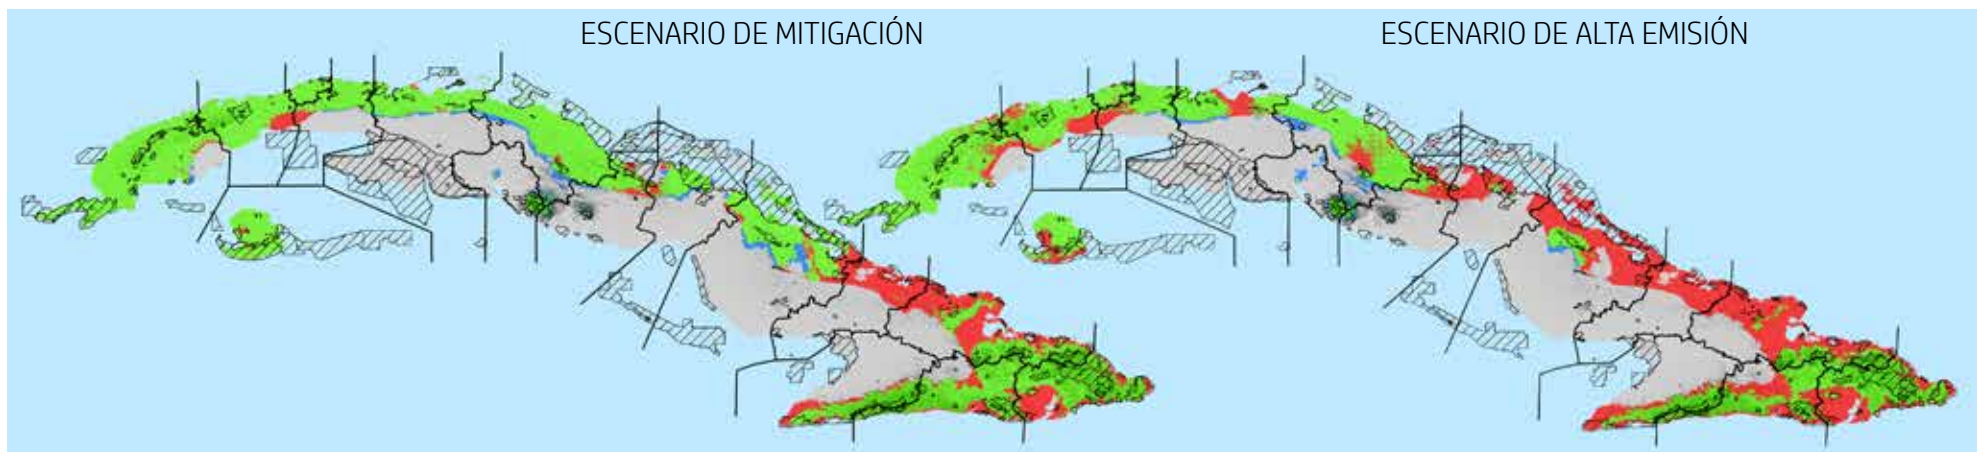 ESCENARIO DE MITIGACIÓN
ESCENARIO DE ALTA EMISIÓN